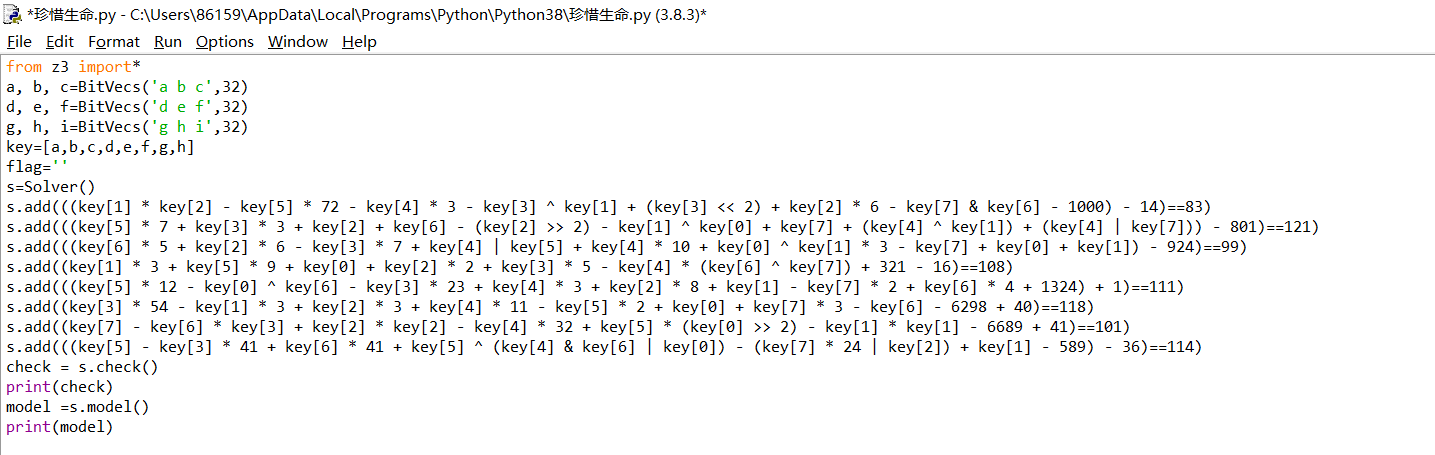 *珍惜生命.py - C:\Users\86159\AppData\Local\Programs\Python\Python38\珍惜生命.py (3.8.3)*
File Edit Format Run Options Window Help
from z3 import*
a, b, c=BitVecs('a b c',32)
d, e, f=BitVecs('d e f',32)
g, h, i=BitVecs('g h i',32)
key=[a,b,c,d,e,f,g,h]
flag=''
s=Solver()
s.add(((key[1] * key[2] - key[5] * 72 - key[4] * 3 - key[3] ^ key[1] + (key[3] << 2) + key[2] * 6 - key[7] & key[6] - 1000) - 14)==83)
s.add(((key[5] * 7 + key[3] * 3 + key[2] + key[6] - (key[2] >> 2) - key[1] ^ key[0] + key[7] + (key[4] ^ key[1]) + (key[4] | key[7])) - 801)==121)
s.add(((key[6] * 5 + key[2] * 6 - key[3] * 7 + key[4] | key[5] + key[4] * 10 + key[0] ^ key[1] * 3 - key[7] + key[0] + key[1]) - 924)==99)
s.add((key[1] * 3 + key[5] * 9 + key[0] + key[2] * 2 + key[3] * 5 - key[4] * (key[6] ^ key[7]) + 321 - 16)==108)
s.add(((key[5] * 12 - key[0] ^ key[6] - key[3] * 23 + key[4] * 3 + key[2] * 8 + key[1] - key[7] * 2 + key[6] * 4 + 1324) + 1)==111)
s.add((key[3] * 54 - key[1] * 3 + key[2] * 3 + key[4] * 11 - key[5] * 2 + key[0] + key[7] * 3 - key[6] - 6298 + 40)==118)
s.add((key[7] - key[6] * key[3] + key[2] * key[2] - key[4] * 32 + key[5] * (key[0] >> 2) - key[1] * key[1] - 6689 + 41)==101)
s.add(((key[5] - key[3] * 41 + key[6] * 41 + key[5] ^ (key[4] & key[6] | key[0]) - (key[7] * 24 | key[2]) + key[1] - 589) - 36)==114)
check = s.check()
print(check)
model =s.model()
print(model)